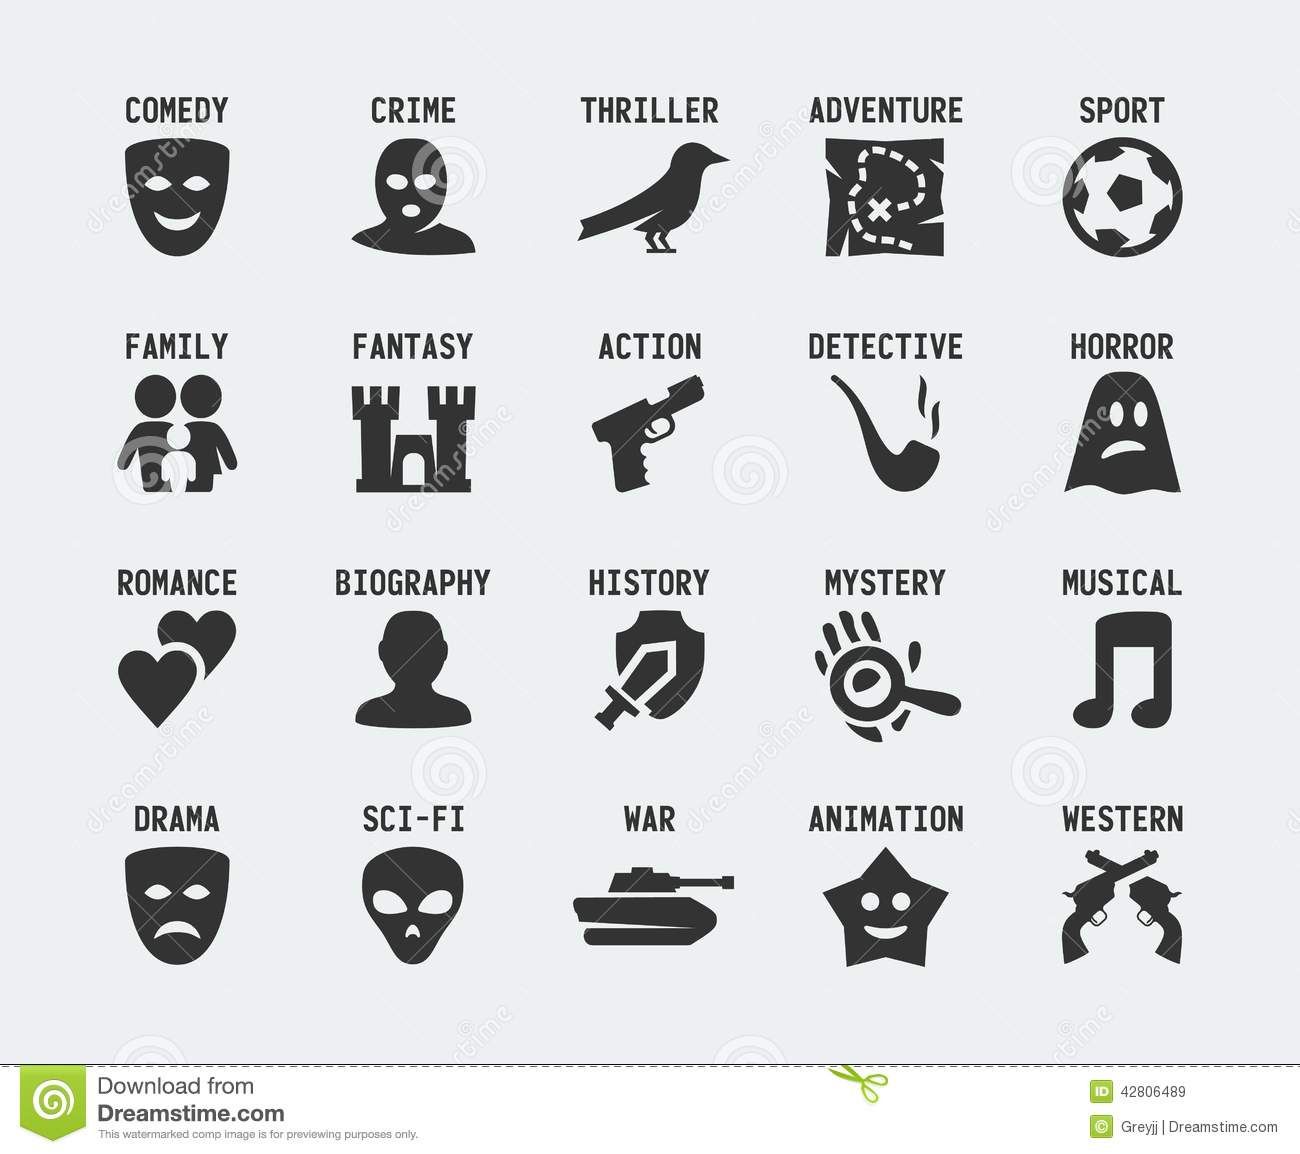 COMEDY CRIME THRILLER ADVENTURE SPORT
FAMILY FANTASY ACTION DETECTIVE HORROR
ROMANCE BIOGRAPHY HISTORY MYSTERY MUSICAL
DRAMA SCI-FI WAR ANIMATION WESTERN
Download from
Dreamstime.com
This watermarked comp image is for previewing purposes only.
ID 42806489
© Greyjj | Dreamstime.com